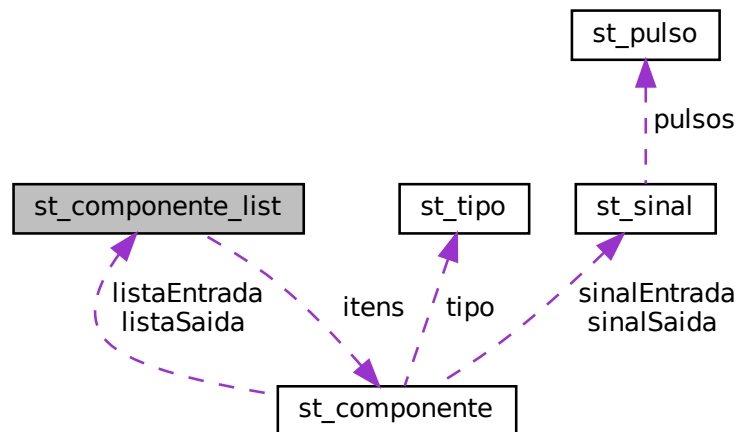 st_pulso
pulsos
st_componente_list
st_tipo
st_sinal
listaEntrada
listaSaida
itens
tipo
sinalEntrada
sinalSaida
st_componente